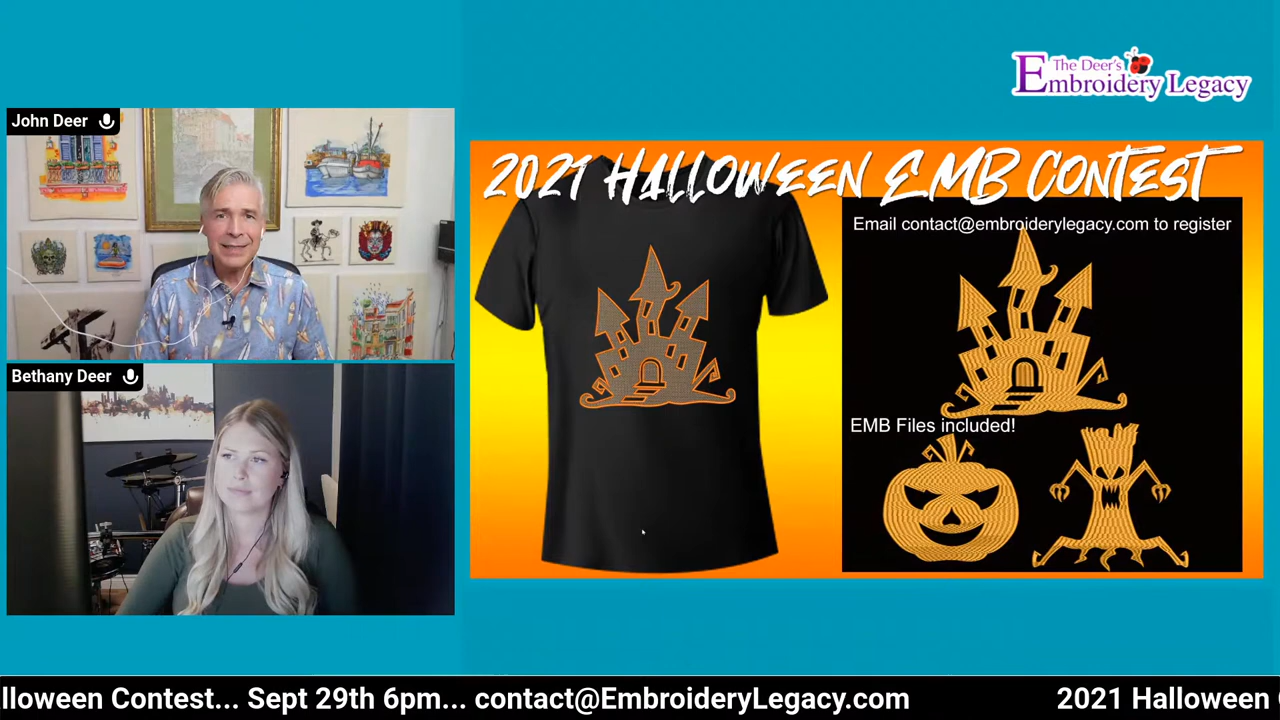 The Deer's
Embroidery Legacy
John Deer
Bethany Deer
2021 HALLOWEEN EMB CONTEST
Email contact@embroiderylegacy.com to register
EMB Files included!
lloween Contest... Sept 29th 6pm... contact@EmbroideryLegacy.com
2021 Halloween